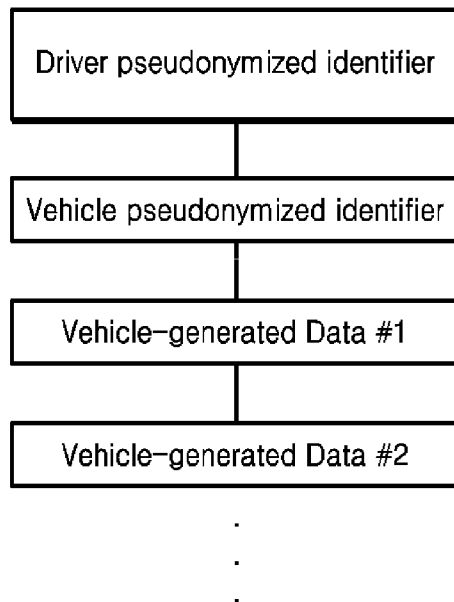 Driver pseudonymized identifier
Vehicle pseudonymized identifier
Vehicle-generated Data #1
Vehicle-generated Data #2
.
.
.